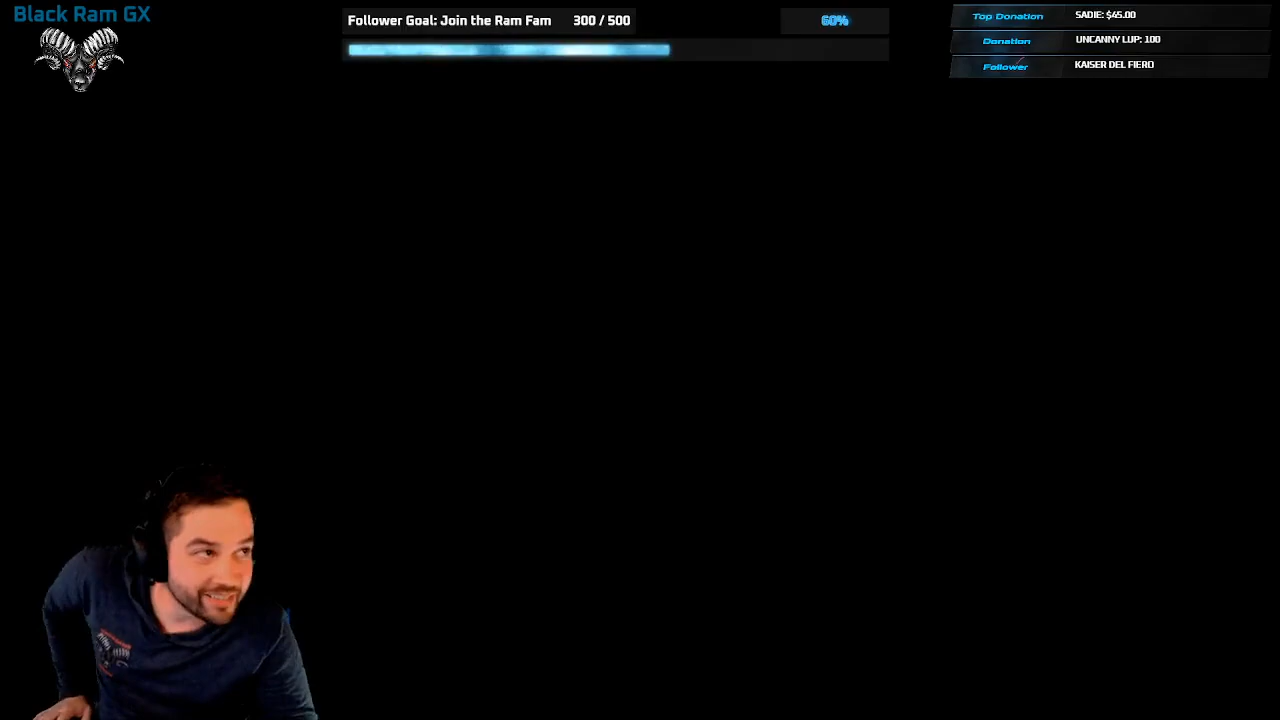 Black Ram GX
Follower Goal: Join the Ram Fam 300 / 500
60%
Top Donation SADIE: $45.00
Donation UNCANNY LUP: 100
Follower KAISER DEL FIERO